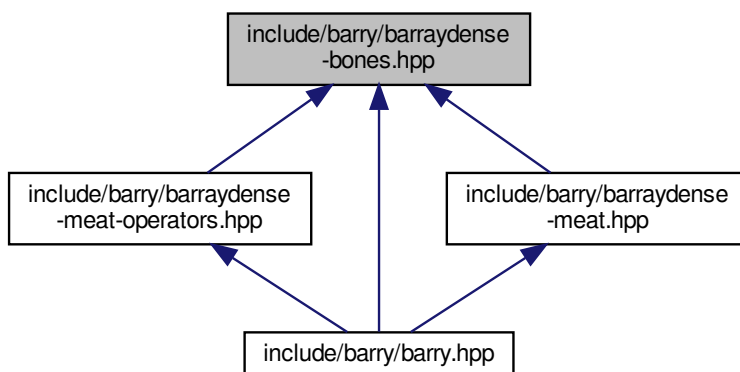 include/barry/barraydense
-bones.hpp
include/barry/barraydense
-meat-operators.hpp
include/barry/barraydense
-meat.hpp
include/barry/barry.hpp